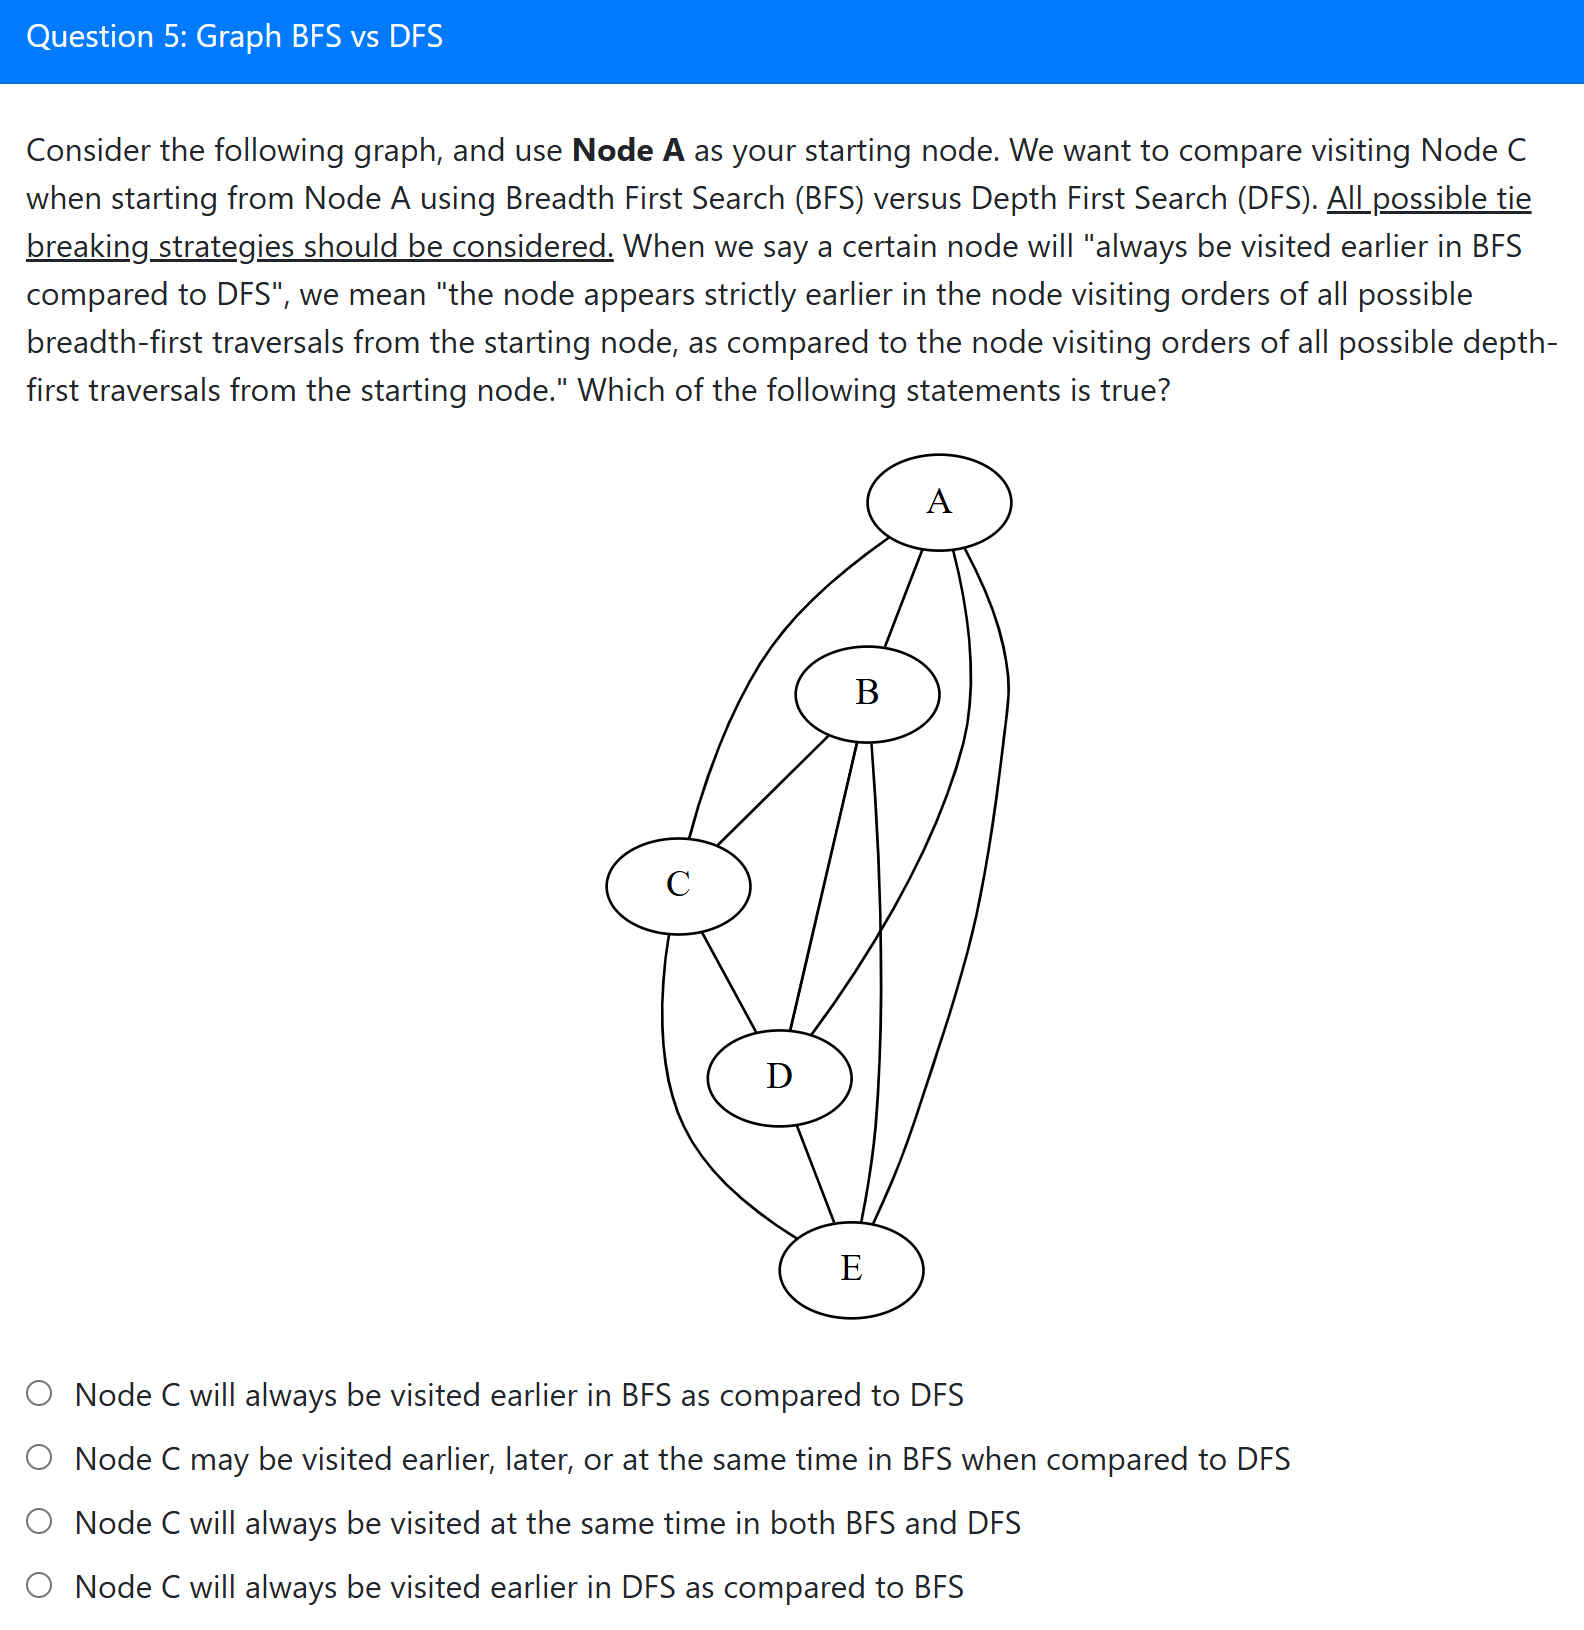 Question 5: Graph BFS vs DFS
Consider the following graph, and use Node A as your starting node. We want to compare visiting Node C
when starting from Node A using Breadth First Search (BFS) versus Depth First Search (DFS). All possible tie
breaking strategies should be considered. When we say a certain node will "always be visited earlier in BFS
compared to DFS", we mean "the node appears strictly earlier in the node visiting orders of all possible
breadth-first traversals from the starting node, as compared to the node visiting orders of all possible depth-
first traversals from the starting node." Which of the following statements is true?
A
B
C
D
E
Node C will always be visited earlier in BFS as compared to DFS
Node C may be visited earlier, later, or at the same time in BFS when compared to DFS
Node C will always be visited at the same time in both BFS and DFS
Node C will always be visited earlier in DFS as compared to BFS